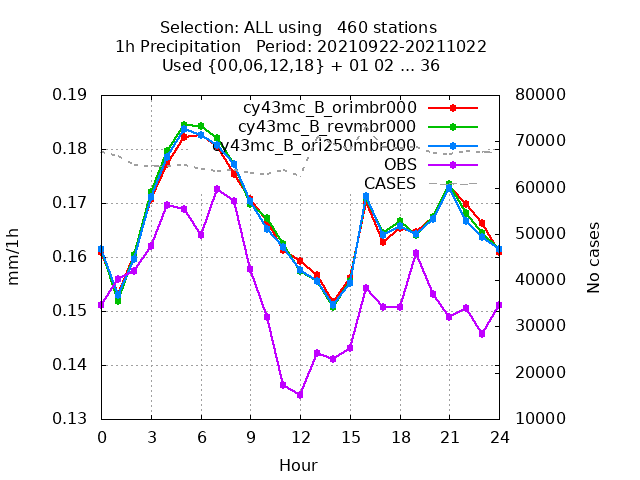 Selection: ALL using   460 stations
1h Precipitation   Period: 20210922-20211022
Used {00,06,12,18} + 01 02 ... 36
0.19
0.18
0.17
0.16
0.15
0.14
0.13
80000
70000
60000
50000
40000
30000
20000
10000
cy43mc_B_orimbr000
cy43mc_B_revmbr000
cy43mc_B_ori250mbr000
OBS
CASES
mm/1h
No cases
0 3 6 9 12 15 18 21 24
Hour